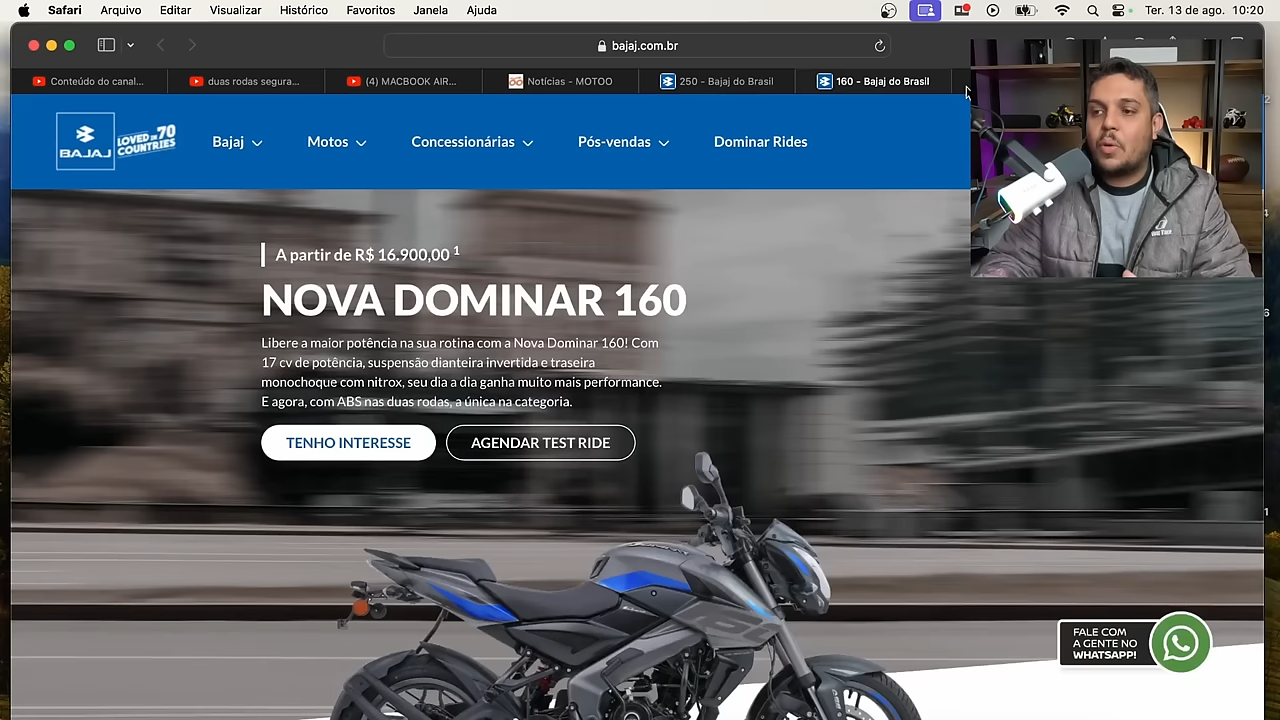 Safari Arquivo Editar Visualizar Histórico Favoritos Janela Ajuda
Ter. 13 de ago. 10:20
bajaj.com.br
Conteúdo do canal...
duas rodas segura...
(4) MACBOOK AIR...
Notícias - MOTOO
250 - Bajaj do Brasil
160 - Bajaj do Brasil
BAJAJ
LOVED IN 70
COUNTRIES
Bajaj
Motos
Concessionárias
Pós-vendas
Dominar Rides
A partir de R$ 16.900,00 1
NOVA DOMINAR 160
Libere a maior potência na sua rotina com a Nova Dominar 160! Com
17 cv de potência, suspensão dianteira invertida e traseira
monochoque com nitrox, seu dia a dia ganha muito mais performance.
E agora, com ABS nas duas rodas, a única na categoria.
TENHO INTERESSE
AGENDAR TEST RIDE
FALE COM
A GENTE NO
WHATSAPP!